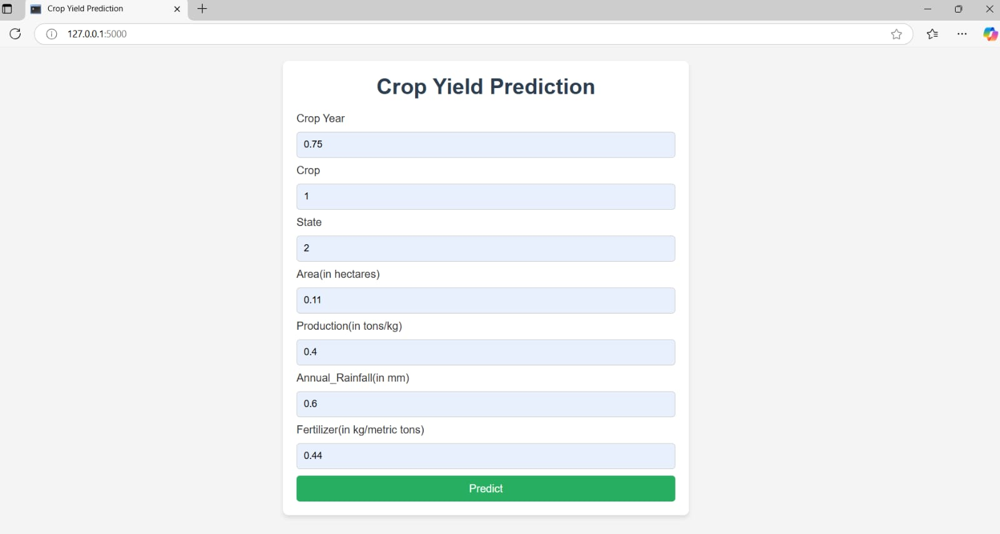 Crop Yield Prediction
127.0.0.1:5000
Crop Yield Prediction
Crop Year
0.75
Crop
1
State
2
Area(in hectares)
0.11
Production(in tons/kg)
0.4
Annual_Rainfall(in mm)
0.6
Fertilizer(in kg/metric tons)
0.44
Predict